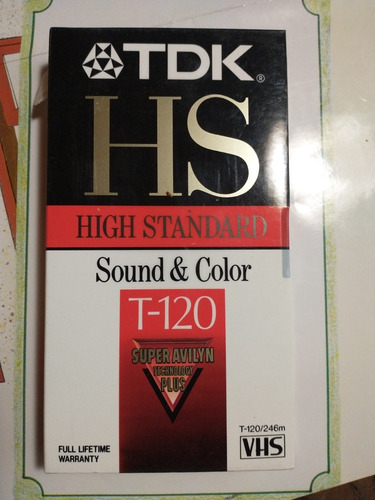 TDK®
HS
HIGH STANDARD
Sound & Color
T-120
SUPER AVILYN
TECHNOLOGY
PLUS
FULL LIFETIME
WARRANTY
T-120/246m
VHS